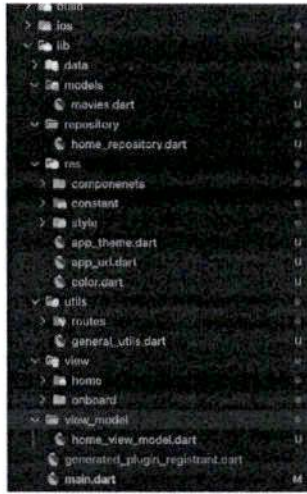 build
ios
lib
data
models
movies.dart U
repository
home_repository.dart U
res
componenets
constant
style
app_theme.dart U
app_url.dart U
color.dart U
utils
routes
general_utils.dart U
view
home
onboard
view_model
home_view_model.dart U
generated_plugin_registrant.dart
main.dart M